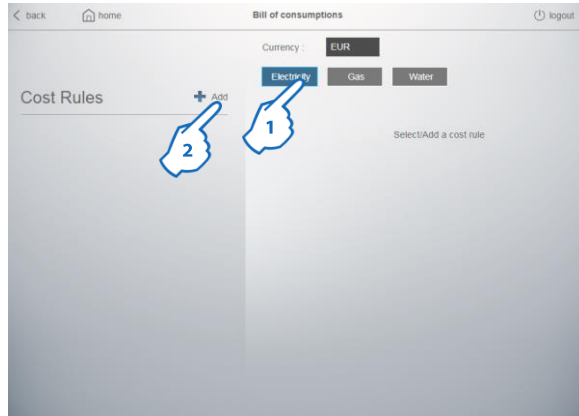 back
home
Bill of consumptions
logout
Currency :
EUR
Electricity
Gas
Water
Cost Rules
Add
1
2
Select/Add a cost rule